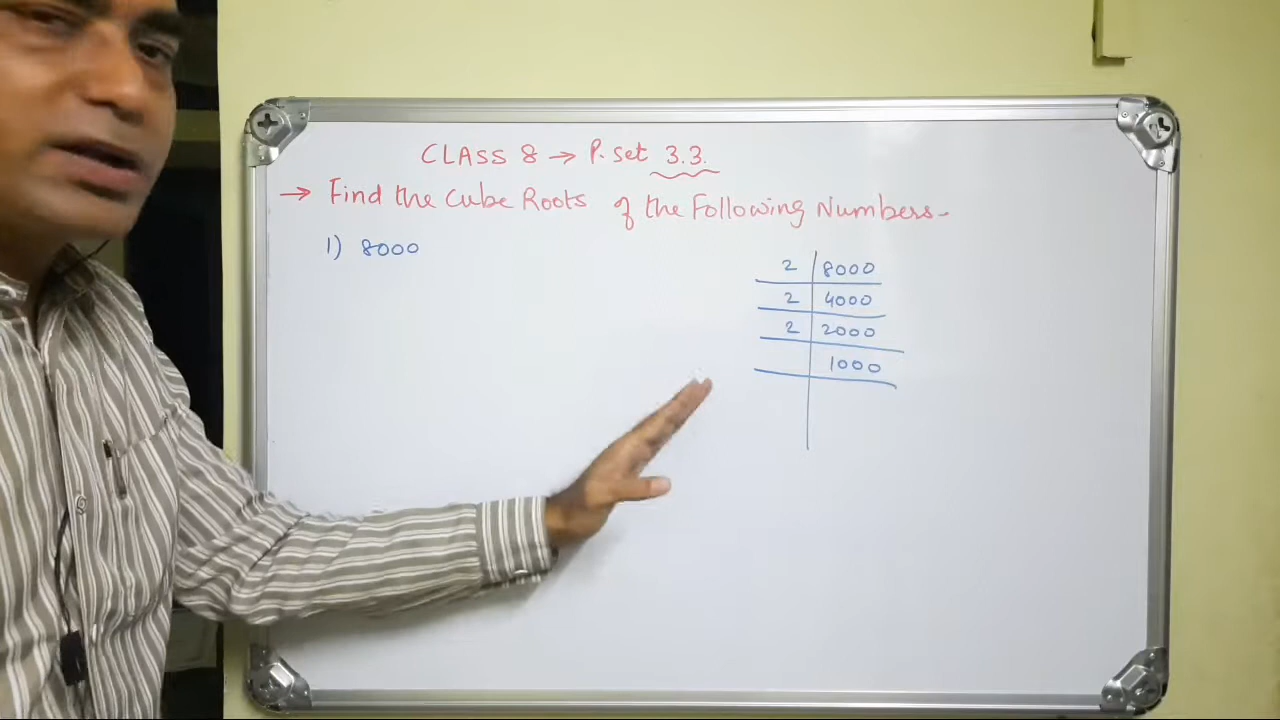 CLASS 8 → P. Set 3.3.
→ Find the Cube Roots of the Following Numbers.
1) 8000
2 | 8000
2 | 4000
2 | 2000
| 1000